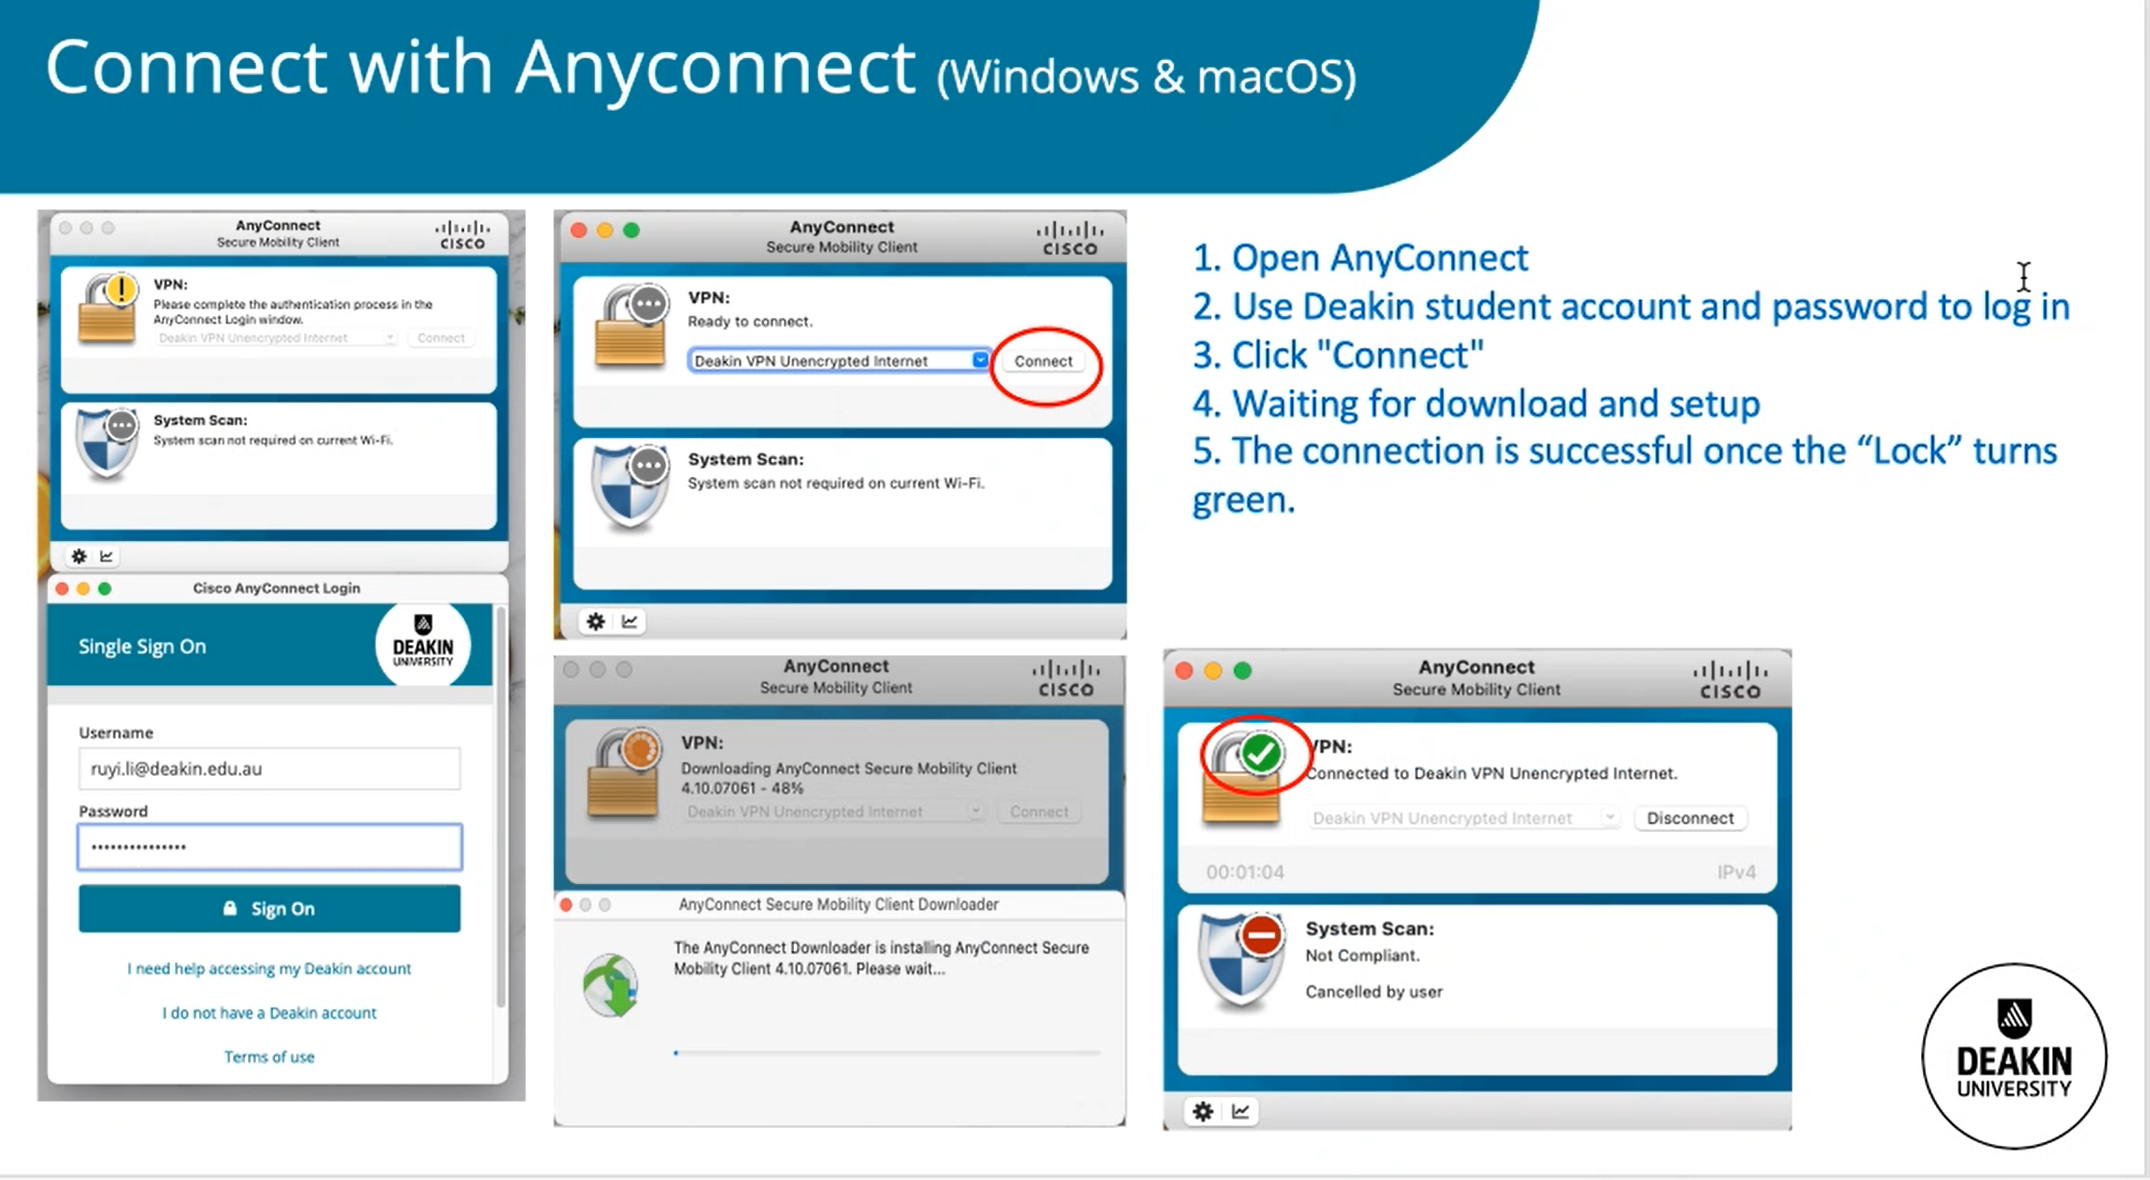 Connect with Anyconnect (Windows & macOS)
AnyConnect
Secure Mobility Client
CISCO
VPN:
Please complete the authentication process in the
AnyConnect Login window.
Deakin VPN Unencrypted Internet
Connect
System Scan:
System scan not required on current Wi-Fi.
Cisco AnyConnect Login
Single Sign On
DEAKIN
UNIVERSITY
Username
ruyi.li@deakin.edu.au
Password
•••••••••••••••
Sign On
I need help accessing my Deakin account
I do not have a Deakin account
Terms of use
AnyConnect
Secure Mobility Client
CISCO
VPN:
Ready to connect.
Deakin VPN Unencrypted Internet
Connect
System Scan:
System scan not required on current Wi-Fi.
AnyConnect
Secure Mobility Client
CISCO
VPN:
Downloading AnyConnect Secure Mobility Client
4.10.07061 - 48%
Deakin VPN Unencrypted Internet
Connect
AnyConnect Secure Mobility Client Downloader
The AnyConnect Downloader is installing AnyConnect Secure
Mobility Client 4.10.07061. Please wait...
1. Open AnyConnect
2. Use Deakin student account and password to log in
3. Click "Connect"
4. Waiting for download and setup
5. The connection is successful once the “Lock” turns
green.
AnyConnect
Secure Mobility Client
CISCO
VPN:
Connected to Deakin VPN Unencrypted Internet.
Deakin VPN Unencrypted Internet
Disconnect
00:01:04
IPv4
System Scan:
Not Compliant.
Cancelled by user
DEAKIN
UNIVERSITY